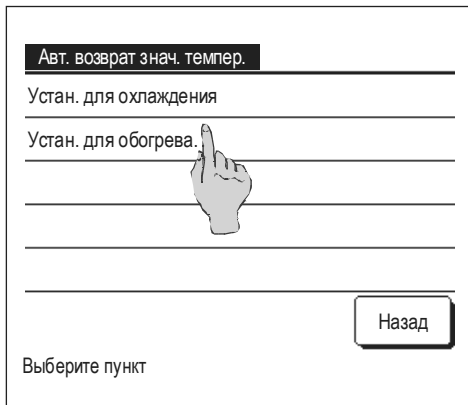 Авт. возврат знач. темпер.
Устан. для охлаждения
Устан. для обогрева.
Назад
Выберите пункт